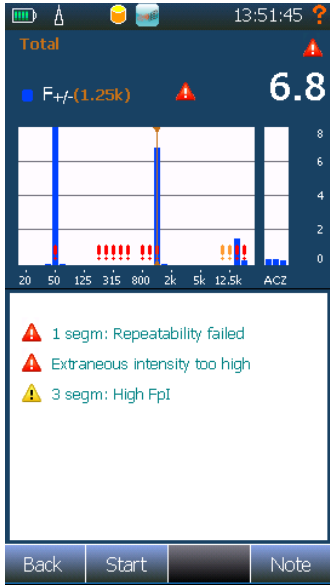 13:51:45 ?
Total
F+/-(1.25k)
6.8
8
6
4
2
0
20 50 125 315 800 2k 5k 12.5k ACZ
1 segm: Repeatability failed
Extraneous intensity too high
3 segm: High FpI
Back Start Note